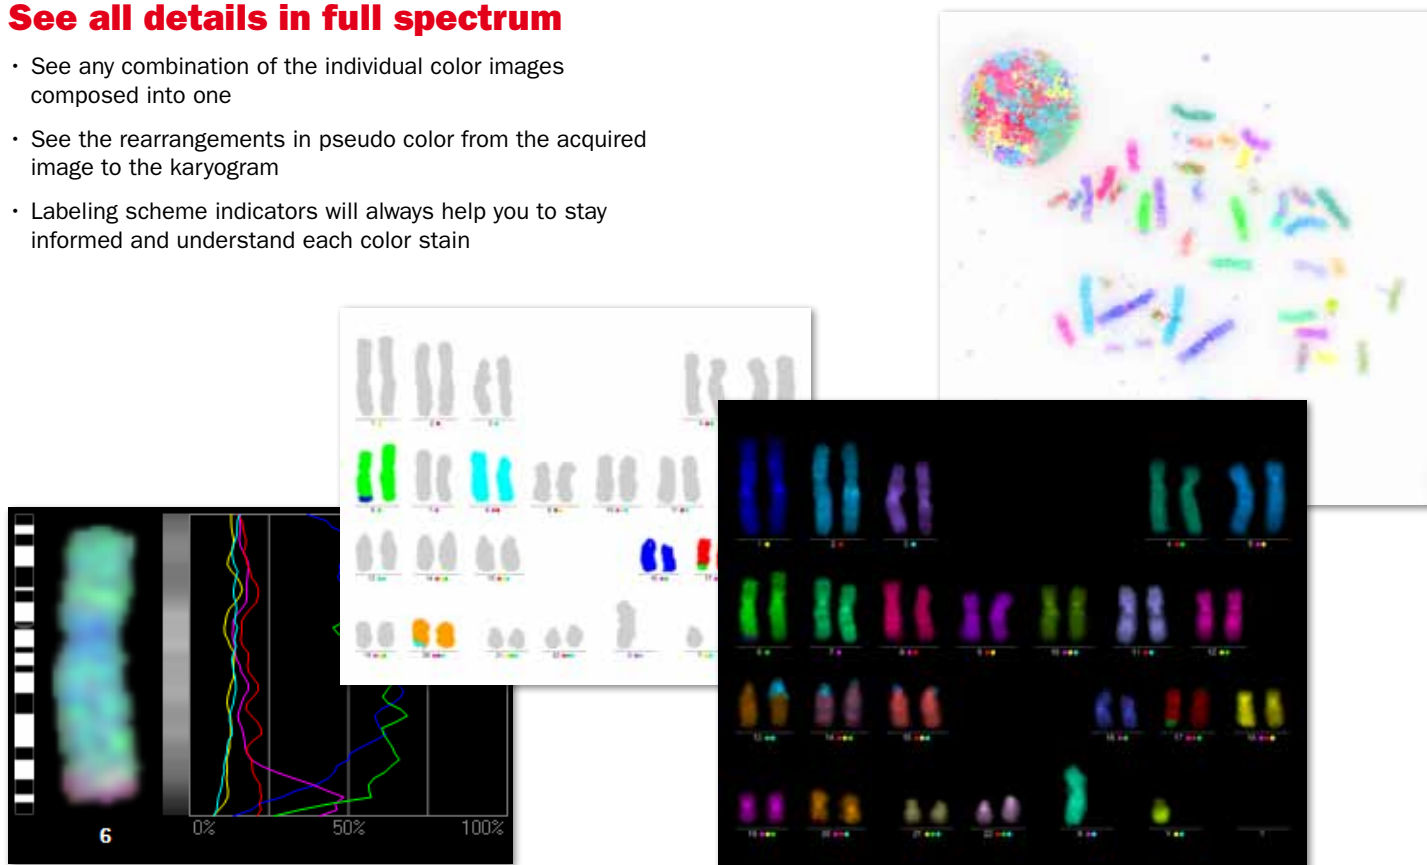 See all details in full spectrum
· See any combination of the individual color images
composed into one
· See the rearrangements in pseudo color from the acquired
image to the karyogram
· Labeling scheme indicators will always help you to stay
informed and understand each color stain
6
0% 50% 100%